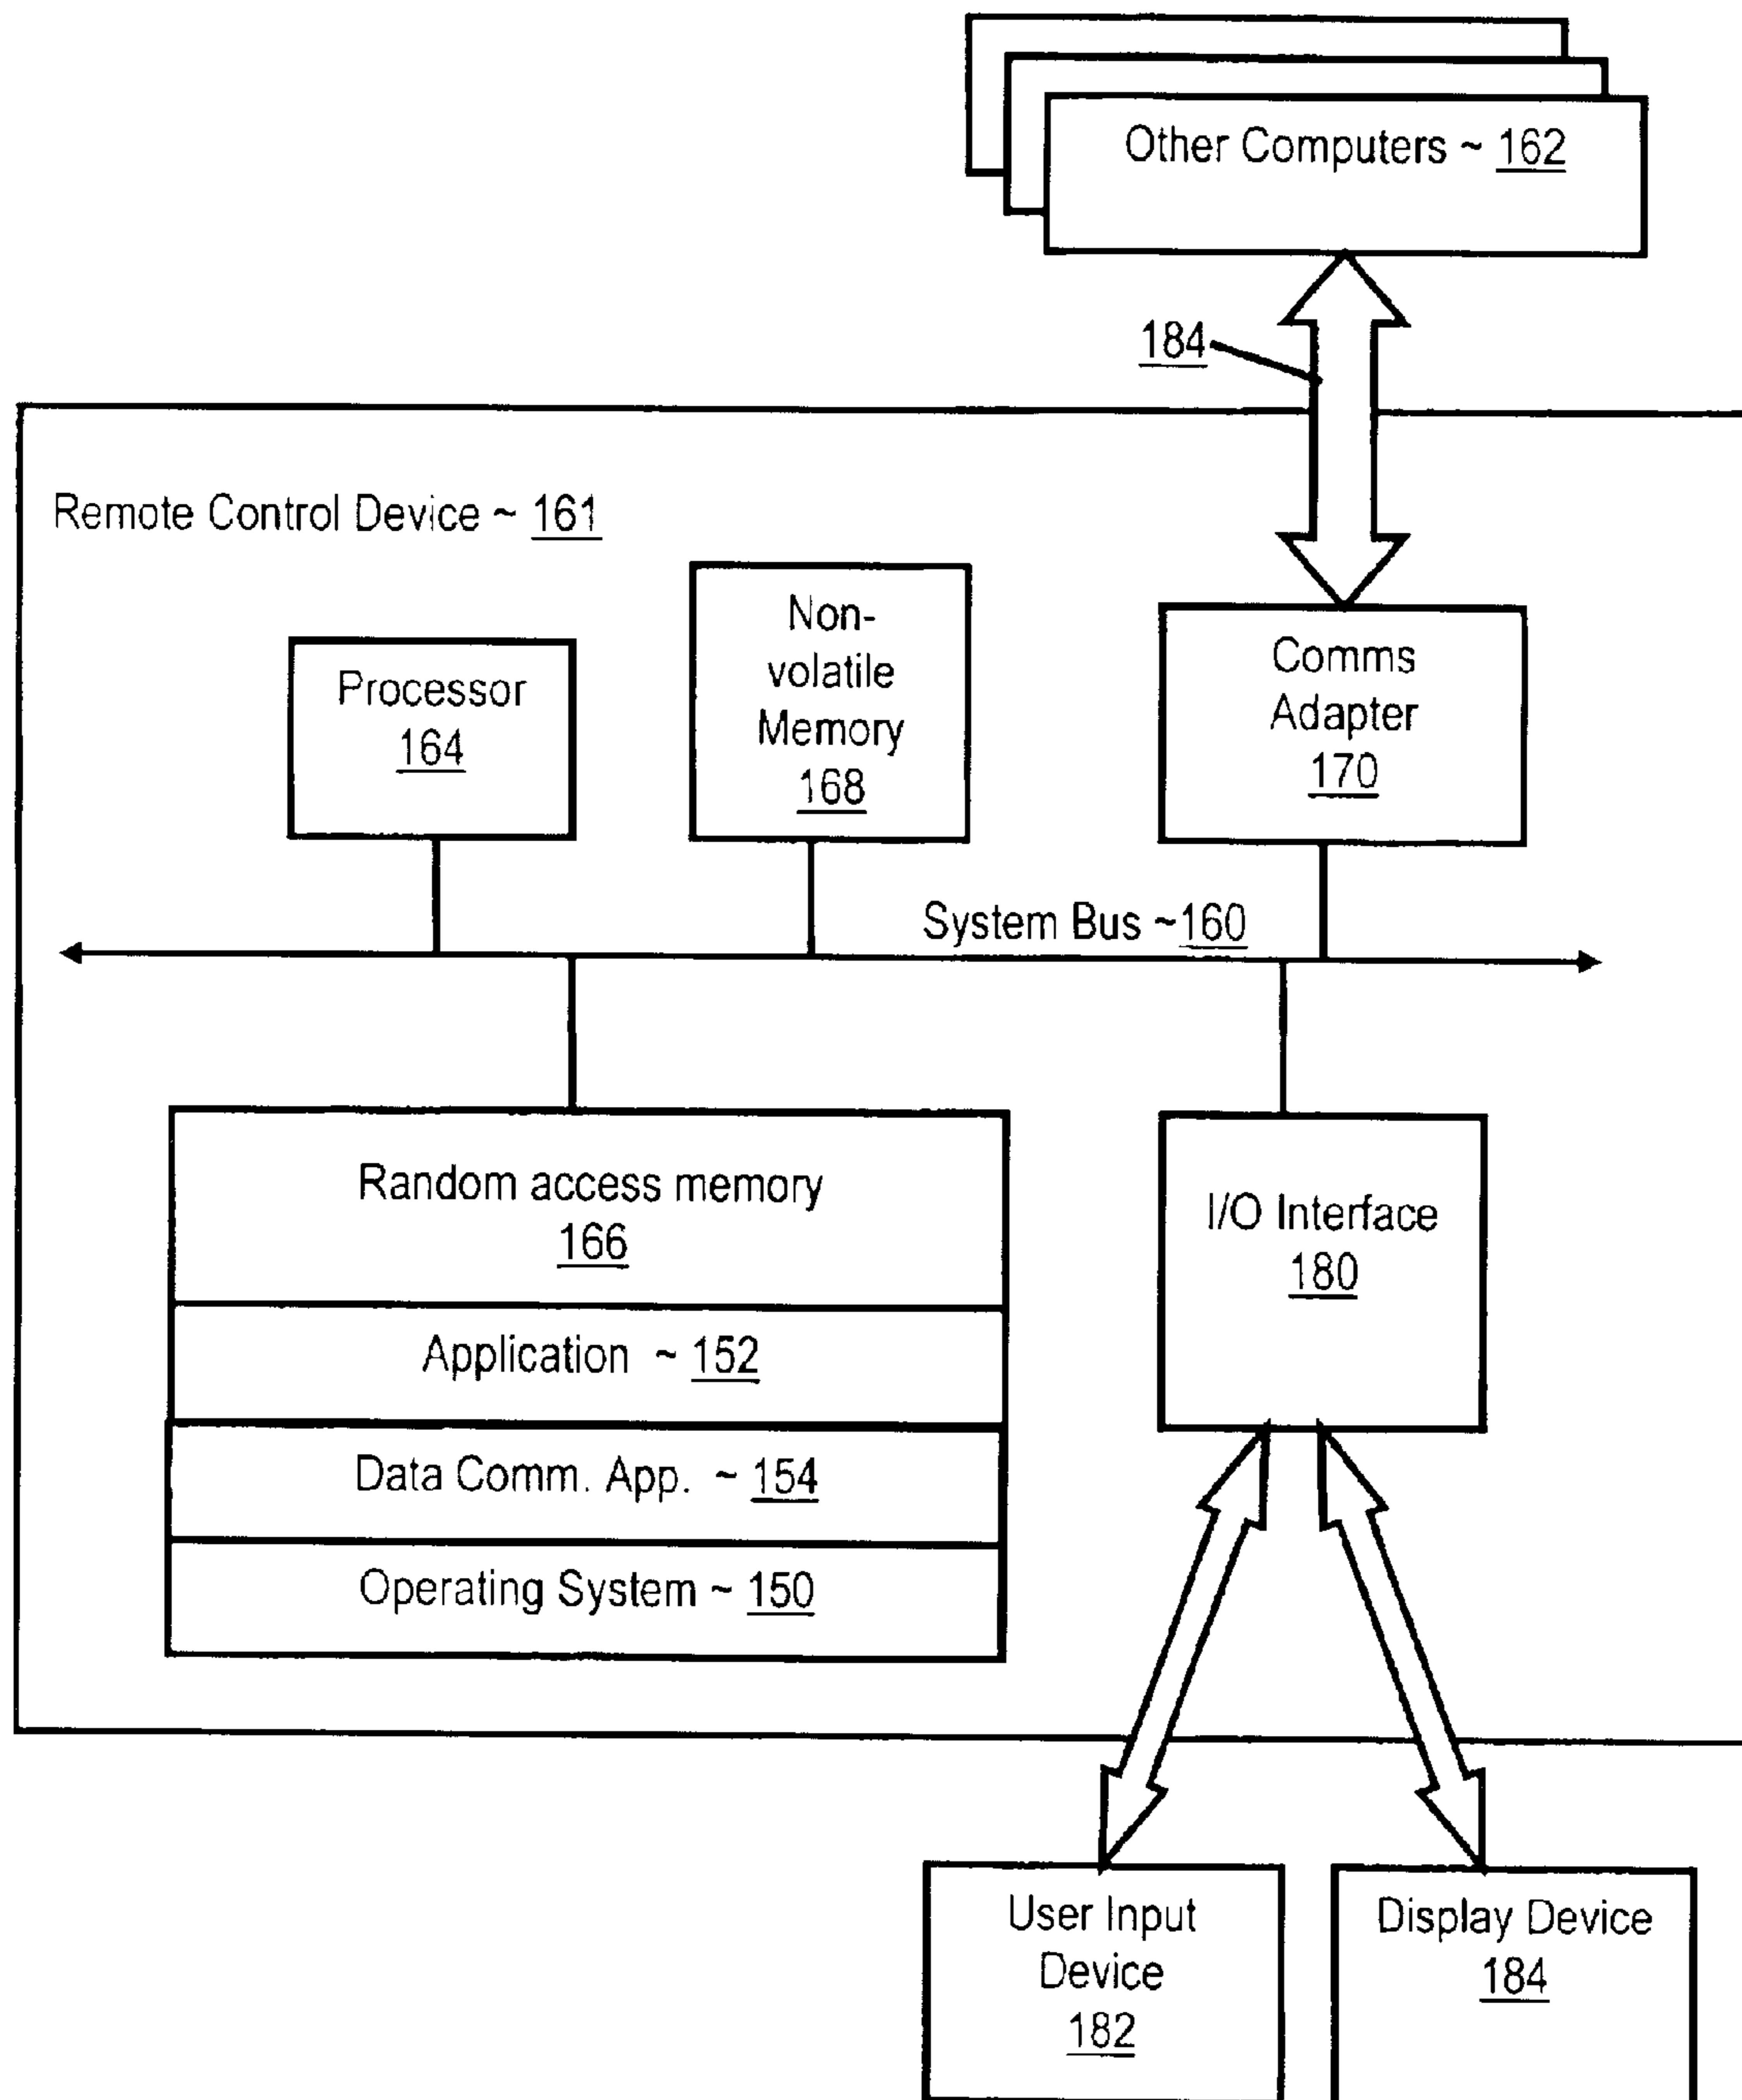 Other Computers ~ 162
184
Remote Control Device ~ 161
Processor
164
Non-
volatile
Memory
168
Comms
Adapter
170
System Bus ~160
Random access memory
166
Application ~ 152
Data Comm. App. ~ 154
Operating System ~ 150
I/O Interface
180
User Input
Device
182
Display Device
184